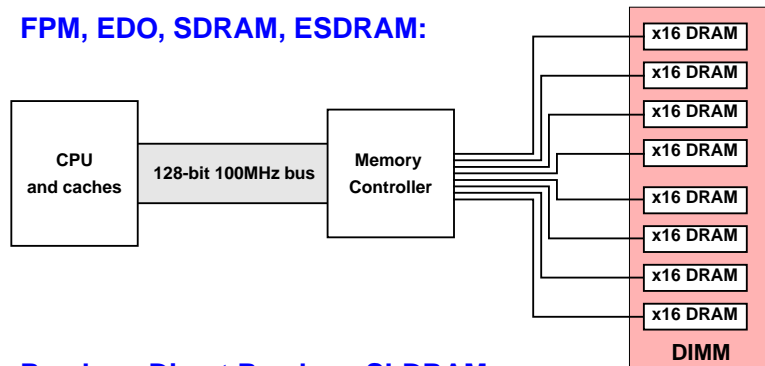 FPM, EDO, SDRAM, ESDRAM:
x16 DRAM
x16 DRAM
x16 DRAM
x16 DRAM
x16 DRAM
x16 DRAM
x16 DRAM
x16 DRAM
DIMM
CPU
and caches
128-bit 100MHz bus
Memory
Controller